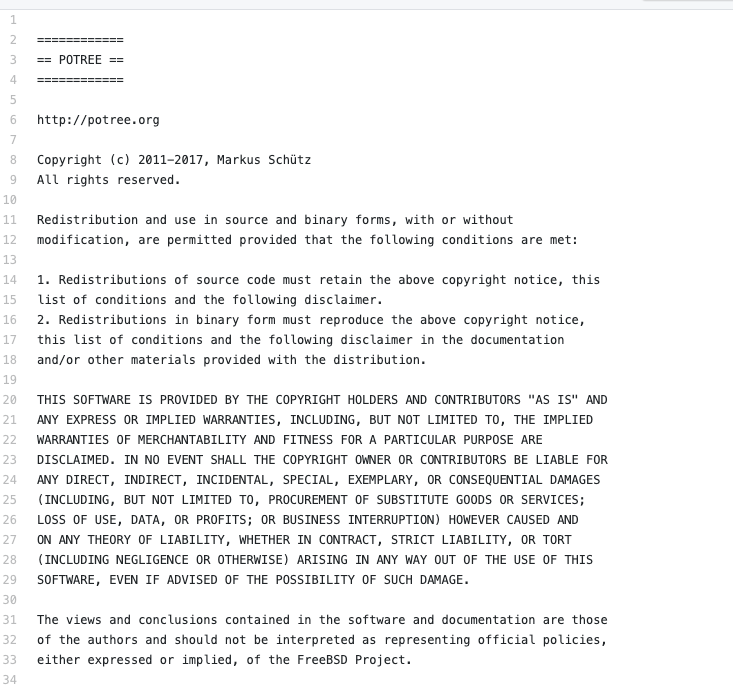 1
2 ============
3 == POTREE ==
4 ============
5
6 http://potree.org
7
8 Copyright (c) 2011-2017, Markus Schütz
9 All rights reserved.
10
11 Redistribution and use in source and binary forms, with or without
12 modification, are permitted provided that the following conditions are met:
13
14 1. Redistributions of source code must retain the above copyright notice, this
15 list of conditions and the following disclaimer.
16 2. Redistributions in binary form must reproduce the above copyright notice,
17 this list of conditions and the following disclaimer in the documentation
18 and/or other materials provided with the distribution.
19
20 THIS SOFTWARE IS PROVIDED BY THE COPYRIGHT HOLDERS AND CONTRIBUTORS "AS IS" AND
21 ANY EXPRESS OR IMPLIED WARRANTIES, INCLUDING, BUT NOT LIMITED TO, THE IMPLIED
22 WARRANTIES OF MERCHANTABILITY AND FITNESS FOR A PARTICULAR PURPOSE ARE
23 DISCLAIMED. IN NO EVENT SHALL THE COPYRIGHT OWNER OR CONTRIBUTORS BE LIABLE FOR
24 ANY DIRECT, INDIRECT, INCIDENTAL, SPECIAL, EXEMPLARY, OR CONSEQUENTIAL DAMAGES
25 (INCLUDING, BUT NOT LIMITED TO, PROCUREMENT OF SUBSTITUTE GOODS OR SERVICES;
26 LOSS OF USE, DATA, OR PROFITS; OR BUSINESS INTERRUPTION) HOWEVER CAUSED AND
27 ON ANY THEORY OF LIABILITY, WHETHER IN CONTRACT, STRICT LIABILITY, OR TORT
28 (INCLUDING NEGLIGENCE OR OTHERWISE) ARISING IN ANY WAY OUT OF THE USE OF THIS
29 SOFTWARE, EVEN IF ADVISED OF THE POSSIBILITY OF SUCH DAMAGE.
30
31 The views and conclusions contained in the software and documentation are those
32 of the authors and should not be interpreted as representing official policies,
33 either expressed or implied, of the FreeBSD Project.
34